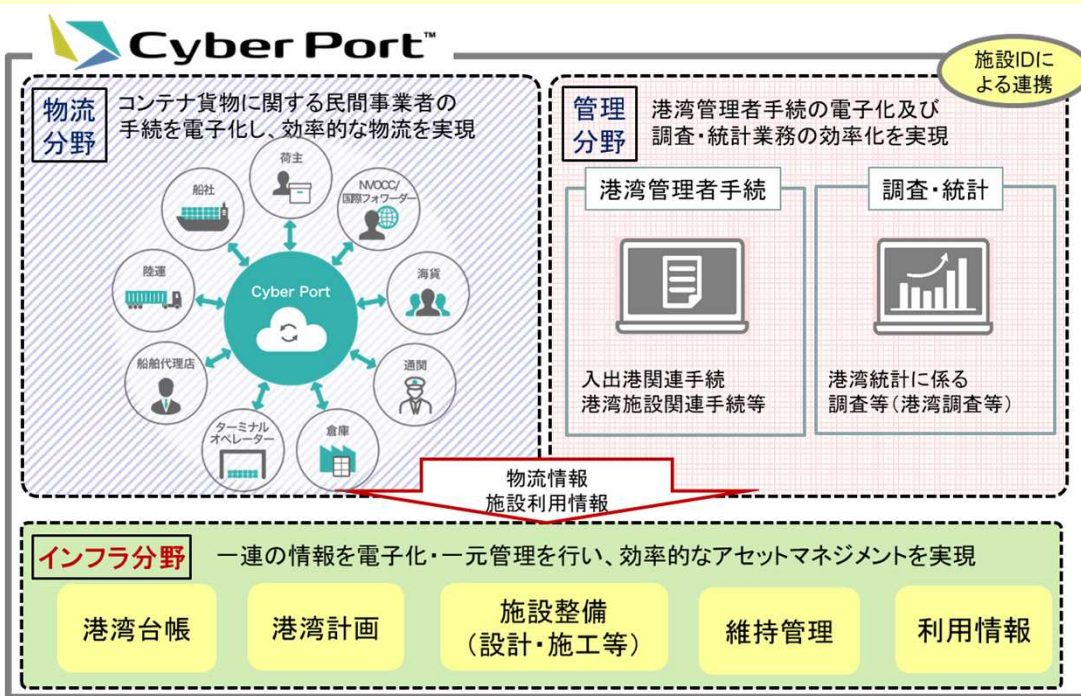 Cyber Port™
施設IDに
よる連携
物流
分野
コンテナ貨物に関する民間事業者の
手続を電子化し、効率的な物流を実現
荷主
NVOCC/
国際フォワーダー
海貨
通関
倉庫
ターミナル
オペレーター
船舶代理店
陸運
船社
Cyber Port
管理
分野
港湾管理者手続の電子化及び
調査・統計業務の効率化を実現
港湾管理者手続
入出港関連手続
港湾施設関連手続等
調査・統計
港湾統計に係る
調査等(港湾調査等)
物流情報
施設利用情報
インフラ分野
一連の情報を電子化・一元管理を行い、効率的なアセットマネジメントを実現
港湾台帳
港湾計画
施設整備
(設計・施工等)
維持管理
利用情報